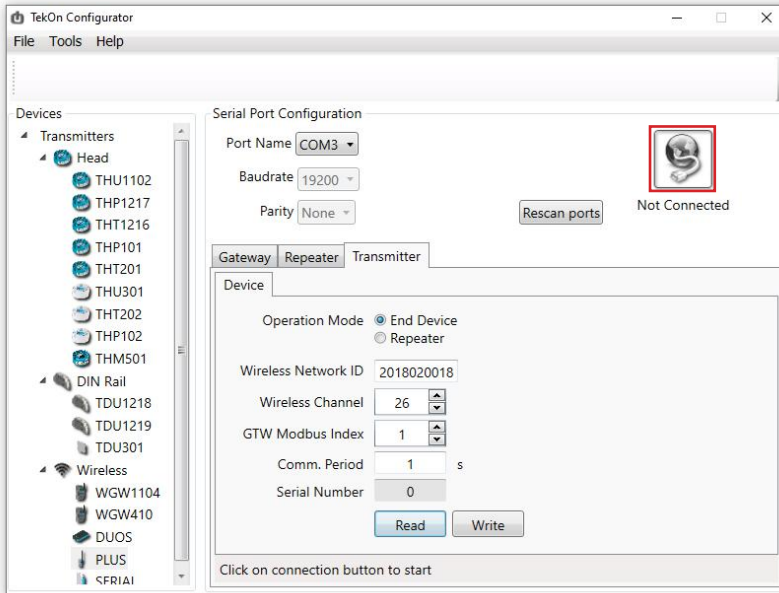 TekOn Configurator
File Tools Help
Devices
Transmitters
Head
THU1102
THP1217
THT1216
THP101
THT201
THU301
THT202
THP102
THM501
DIN Rail
TDU1218
TDU1219
TDU301
Wireless
WGW1104
WGW410
DUOS
PLUS
SERIAL
Serial Port Configuration
Port Name COM3
Baudrate 19200
Parity None
Rescan ports
Not Connected
Gateway Repeater Transmitter
Device
Operation Mode End Device
Repeater
Wireless Network ID 2018020018
Wireless Channel 26
GTW Modbus Index 1
Comm. Period 1 s
Serial Number 0
Read Write
Click on connection button to start